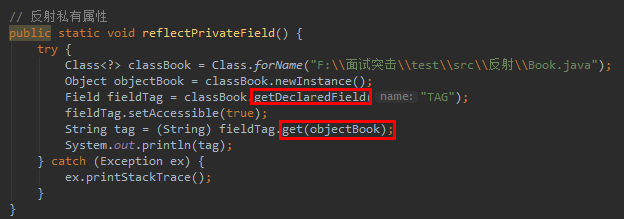 // 反射私有属性
public static void reflectPrivateField() {
try {
Class<?> classBook = Class.forName("F:\\面试突击\\test\\src\\反射\\Book.java");
Object objectBook = classBook.newInstance();
Field fieldTag = classBook.getDeclaredField( name: "TAG");
fieldTag.setAccessible(true);
String tag = (String) fieldTag.get(objectBook);
System.out.println(tag);
} catch (Exception ex) {
ex.printStackTrace();
}
}